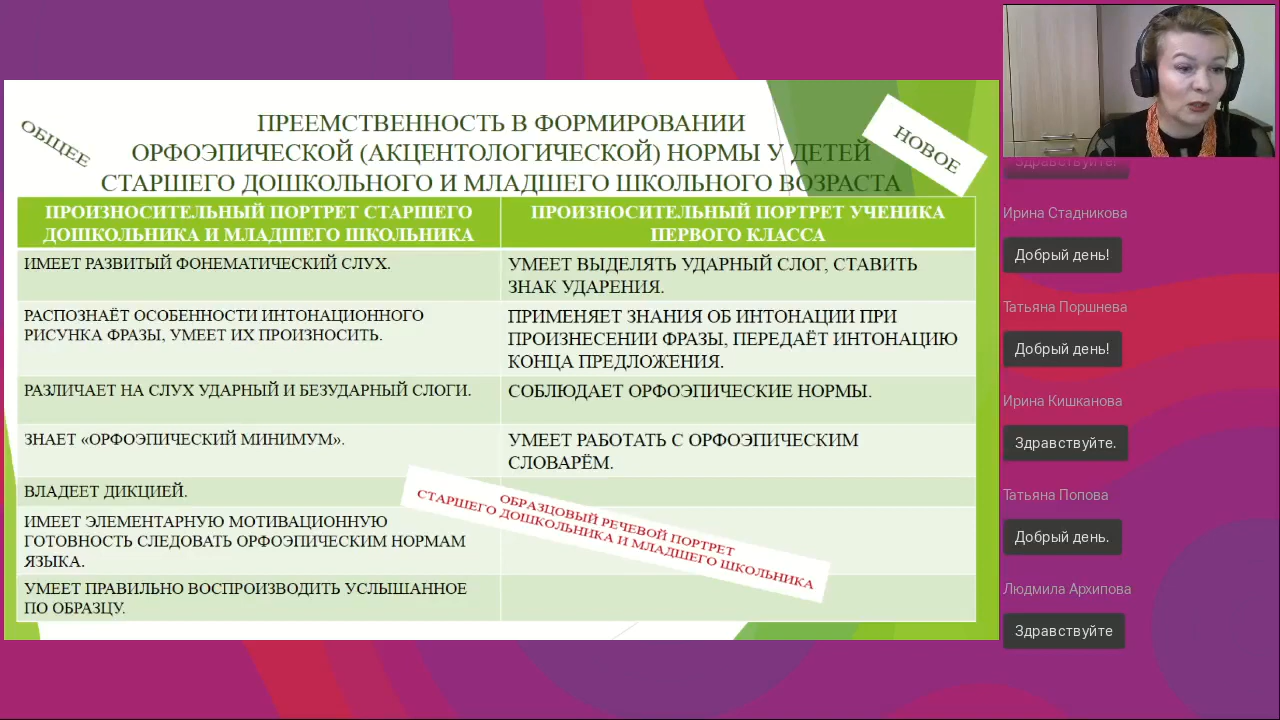 ОБЩЕЕ
НОВОЕ
ПРЕЕМСТВЕННОСТЬ В ФОРМИРОВАНИИ
ОРФОЭПИЧЕСКОЙ (АКЦЕНТОЛОГИЧЕСКОЙ) НОРМЫ У ДЕТЕЙ
СТАРШЕГО ДОШКОЛЬНОГО И МЛАДШЕГО ШКОЛЬНОГО ВОЗРАСТА
ПРОИЗНОСИТЕЛЬНЫЙ ПОРТРЕТ СТАРШЕГО
ДОШКОЛЬНИКА И МЛАДШЕГО ШКОЛЬНИКА
ПРОИЗНОСИТЕЛЬНЫЙ ПОРТРЕТ УЧЕНИКА
ПЕРВОГО КЛАССА
ИМЕЕТ РАЗВИТЫЙ ФОНЕМАТИЧЕСКИЙ СЛУХ.
УМЕЕТ ВЫДЕЛЯТЬ УДАРНЫЙ СЛОГ, СТАВИТЬ
ЗНАК УДАРЕНИЯ.
РАСПОЗНАЁТ ОСОБЕННОСТИ ИНТОНАЦИОННОГО
РИСУНКА ФРАЗЫ, УМЕЕТ ИХ ПРОИЗНОСИТЬ.
ПРИМЕНЯЕТ ЗНАНИЯ ОБ ИНТОНАЦИИ ПРИ
ПРОИЗНЕСЕНИИ ФРАЗЫ, ПЕРЕДАЁТ ИНТОНАЦИЮ
КОНЦА ПРЕДЛОЖЕНИЯ.
РАЗЛИЧАЕТ НА СЛУХ УДАРНЫЙ И БЕЗУДАРНЫЙ СЛОГИ.
СОБЛЮДАЕТ ОРФОЭПИЧЕСКИЕ НОРМЫ.
ЗНАЕТ «ОРФОЭПИЧЕСКИЙ МИНИМУМ».
УМЕЕТ РАБОТАТЬ С ОРФОЭПИЧЕСКИМ
СЛОВАРЁМ.
ВЛАДЕЕТ ДИКЦИЕЙ.
ИМЕЕТ ЭЛЕМЕНТАРНУЮ МОТИВАЦИОННУЮ
ГОТОВНОСТЬ СЛЕДОВАТЬ ОРФОЭПИЧЕСКИМ НОРМАМ
ЯЗЫКА.
УМЕЕТ ПРАВИЛЬНО ВОСПРОИЗВОДИТЬ УСЛЫШАННОЕ
ПО ОБРАЗЦУ.
ОБРАЗЦОВЫЙ РЕЧЕВОЙ ПОРТРЕТ
СТАРШЕГО ДОШКОЛЬНИКА И МЛАДШЕГО ШКОЛЬНИКА
Здравствуйте!
Ирина Стадникова
Добрый день!
Татьяна Поршнева
Добрый день!
Ирина Кишканова
Здравствуйте.
Татьяна Попова
Добрый день.
Людмила Архипова
Здравствуйте